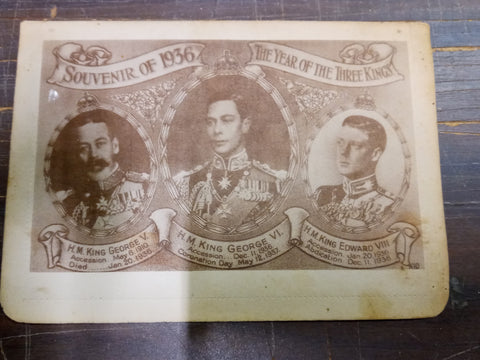 SOUVENIR OF 1936
THE YEAR OF THE THREE KINGS
H.M. KING GEORGE V.
Accession. May 6, 1910.
Died Jan. 20, 1936.
H.M. KING GEORGE VI.
Accession. Dec. 11, 1936.
Coronation Day May 12, 1937.
H.M. KING EDWARD VIII
Accession. Jan. 20, 1936
Abdication. Dec. 11, 1936.